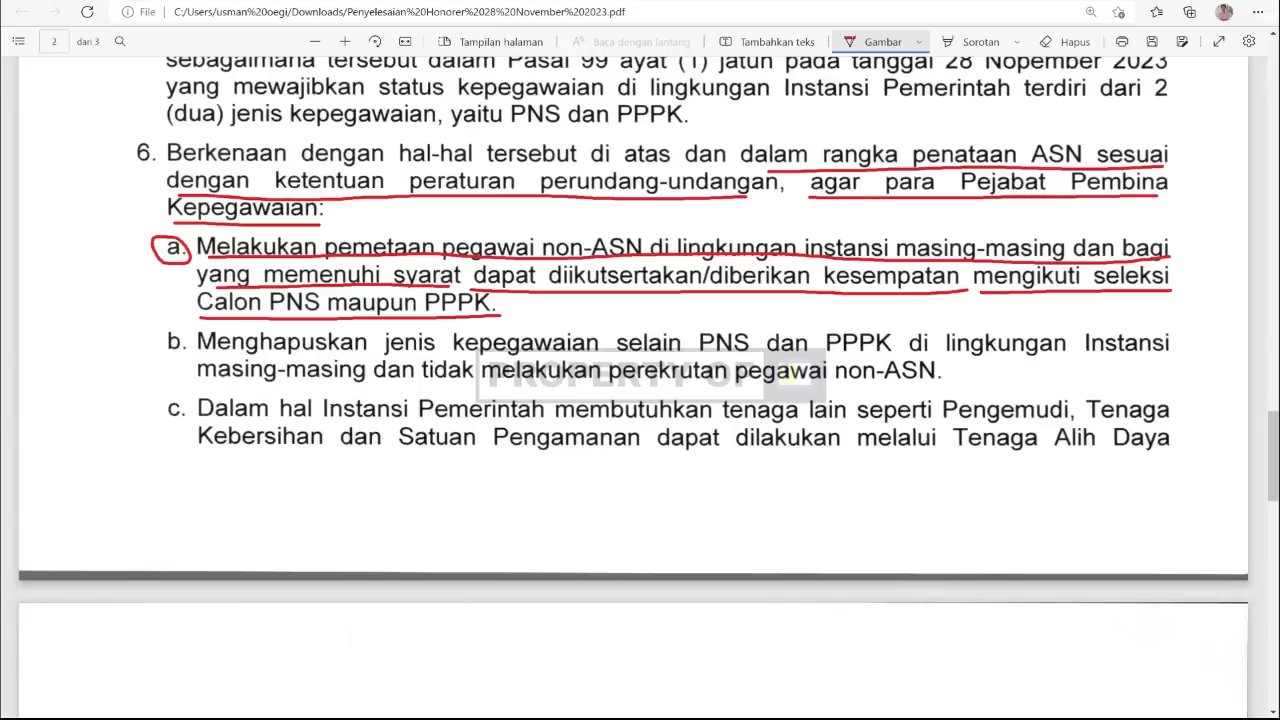 File
C:/Users/usman%20oegi/Downloads/Penyelesaian%20Honorer%2028%20November%202023.pdf
2 dari 3
Tampilan halaman
Baca dengan lantang
Tambahkan teks
Gambar
Sorotan
Hapus
sebagaimana tersebut dalam Pasal 99 ayat (1) jatuh pada tanggal 28 Nopember 2023
yang mewajibkan status kepegawaian di lingkungan Instansi Pemerintah terdiri dari 2
(dua) jenis kepegawaian, yaitu PNS dan PPPK.
6. Berkenaan dengan hal-hal tersebut di atas dan dalam rangka penataan ASN sesuai
dengan ketentuan peraturan perundang-undangan, agar para Pejabat Pembina
Kepegawaian:
a. Melakukan pemetaan pegawai non-ASN di lingkungan instansi masing-masing dan bagi
yang memenuhi syarat dapat diikutsertakan/diberikan kesempatan mengikuti seleksi
Calon PNS maupun PPPK.
b. Menghapuskan jenis kepegawaian selain PNS dan PPPK di lingkungan Instansi
masing-masing dan tidak melakukan perekrutan pegawai non-ASN.
PROPERTY OF
c. Dalam hal Instansi Pemerintah membutuhkan tenaga lain seperti Pengemudi, Tenaga
Kebersihan dan Satuan Pengamanan dapat dilakukan melalui Tenaga Alih Daya